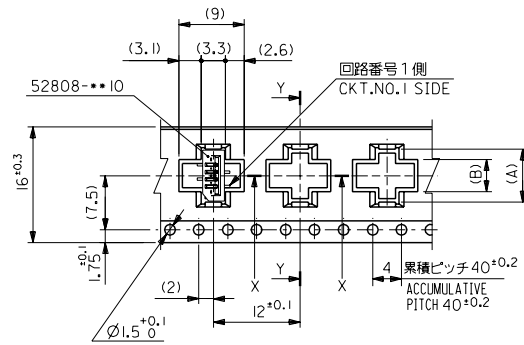 (9)
(3.1) (3.3) (2.6)
52808-**10
Y
回路番号1側
CKT.NO.1 SIDE
16±0.3
(7.5)
1.75±0.1
(B)
(A)
X
X
Y
(2)
12±0.1
4
累積ピッチ40±0.2
ACCUMULATIVE
PITCH 40±0.2
Ø1.5+0.1 0